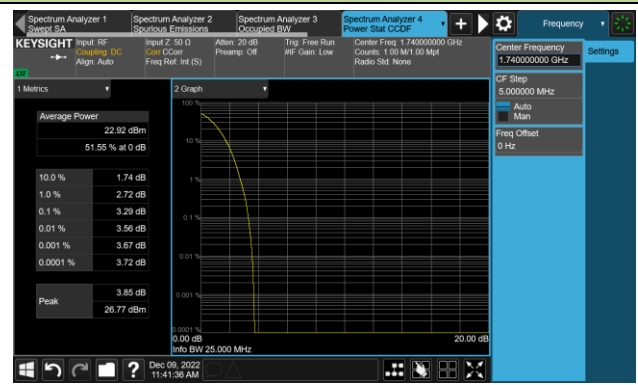 Spectrum Analyzer 1
Swept SA
Spectrum Analyzer 2
Spurious Emissions
Spectrum Analyzer 3
Occupied BW
Spectrum Analyzer 4
Power Stat CCDF
Frequency
KEYSIGHT
Input: RF
Coupling: DC
Align: Auto
Input Z: 50 Ω
Corr CCorr
Freq Ref: Int (S)
Atten: 20 dB
Preamp: Off
Trig: Free Run
#IF Gain: Low
Center Freq: 1.740000000 GHz
Counts: 1.00 M/1.00 Mpt
Radio Std: None
Center Frequency
1.740000000 GHz
Settings
CF Step
5.000000 MHz
Auto
Man
Freq Offset
0 Hz
1 Metrics
Average Power
22.92 dBm
51.55 % at 0 dB
10.0 % 1.74 dB
1.0 % 2.72 dB
0.1 % 3.29 dB
0.01 % 3.56 dB
0.001 % 3.67 dB
0.0001 % 3.72 dB
Peak
3.85 dB
26.77 dBm
2 Graph
100 %
10 %
1 %
0.1 %
0.01 %
0.001 %
0.0001 %
0.00 dB 20.00 dB
Info BW 25.000 MHz
?
Dec 09, 2022
11:41:36 AM